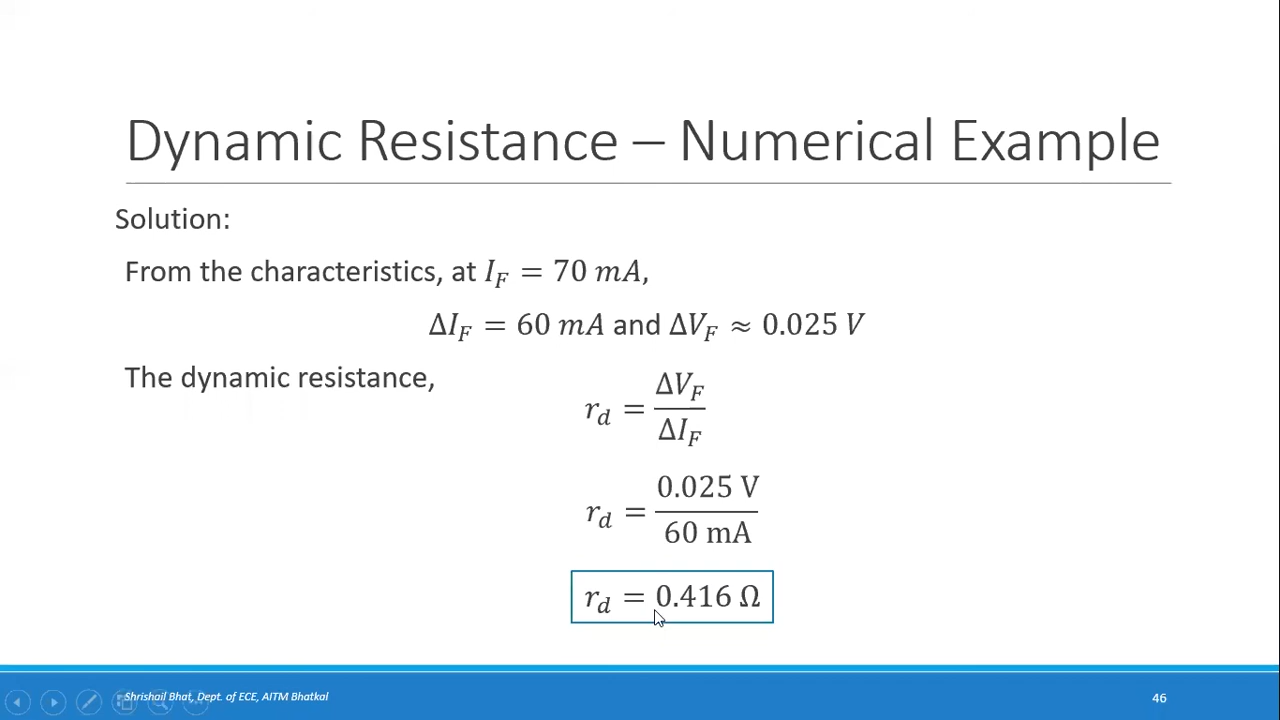 Dynamic Resistance – Numerical Example
Solution:
From the characteristics, at I_F = 70 mA,
ΔI_F = 60 mA and ΔV_F ≈ 0.025 V
The dynamic resistance,
r_d = ΔV_F / ΔI_F
r_d = 0.025 V / 60 mA
r_d = 0.416 Ω
Shrishail Bhat, Dept. of ECE, AITM Bhatkal
46